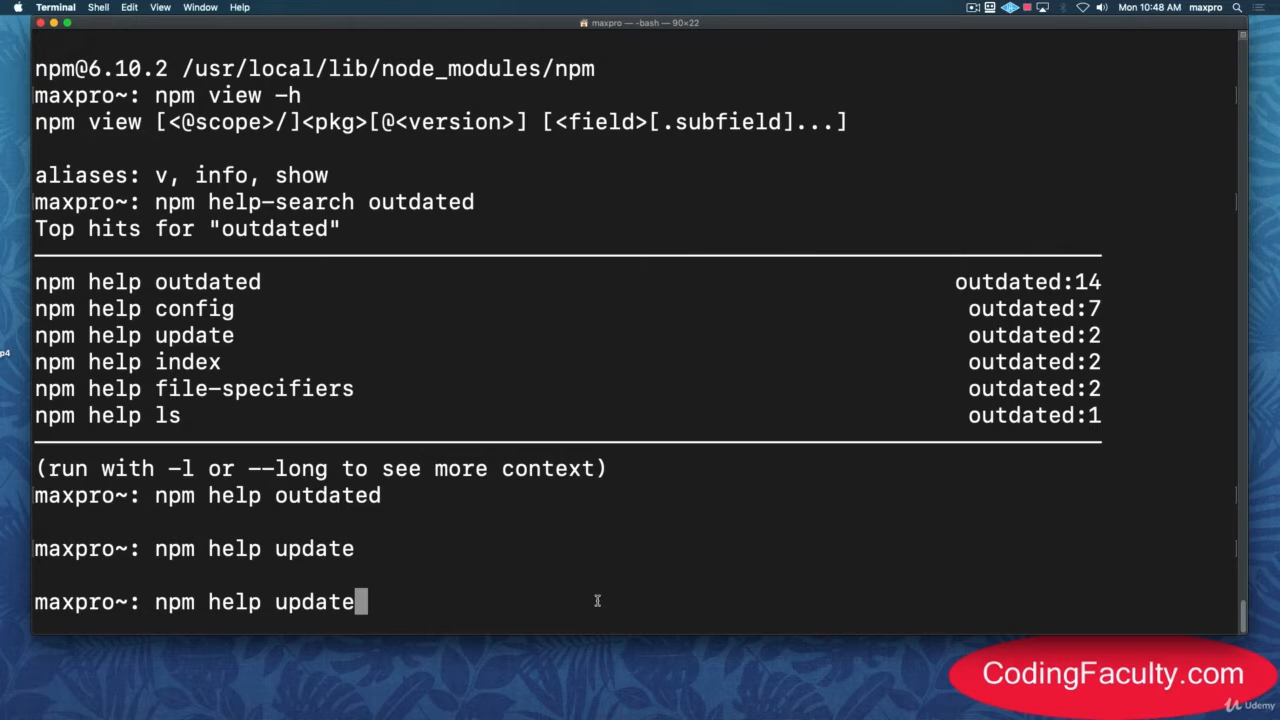 Terminal Shell Edit View Window Help Mon 10:48 AM maxpro
maxpro — -bash — 90×22
npm@6.10.2 /usr/local/lib/node_modules/npm
maxpro~: npm view -h
npm view [<@scope>/]<pkg>[@<version>] [<field>[.subfield]...]
aliases: v, info, show
maxpro~: npm help-search outdated
Top hits for "outdated"
npm help outdated outdated:14
npm help config outdated:7
npm help update outdated:2
npm help index outdated:2
npm help file-specifiers outdated:2
npm help ls outdated:1
(run with -l or --long to see more context)
maxpro~: npm help outdated
maxpro~: npm help update
maxpro~: npm help update
p4
CodingFaculty.com
Udemy